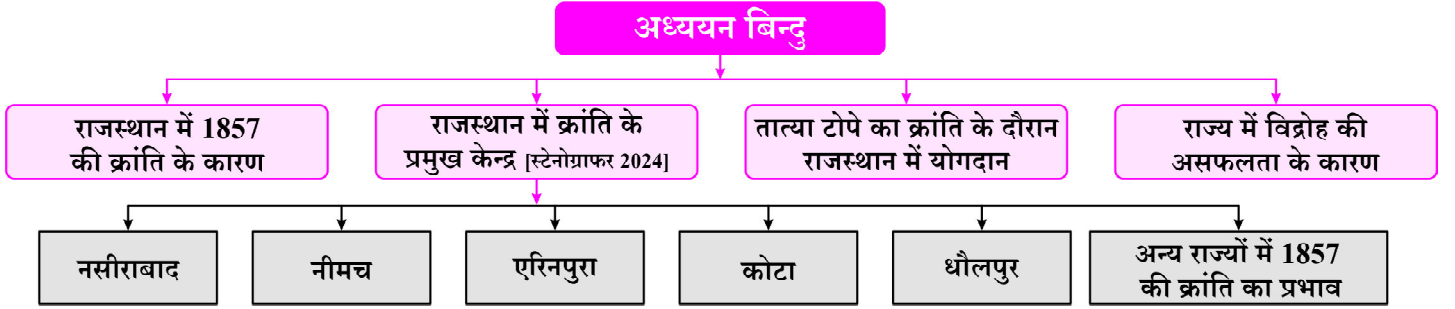 अध्ययन बिन्दु
राजस्थान में 1857
की क्रांति के कारण
राजस्थान में क्रांति के
प्रमुख केन्द्र [स्टेनोग्राफर 2024]
तात्या टोपे का क्रांति के दौरान
राजस्थान में योगदान
राज्य में विद्रोह की
असफलता के कारण
नसीराबाद
नीमच
एरिनपुरा
कोटा
धौलपुर
अन्य राज्यों में 1857
की क्रांति का प्रभाव